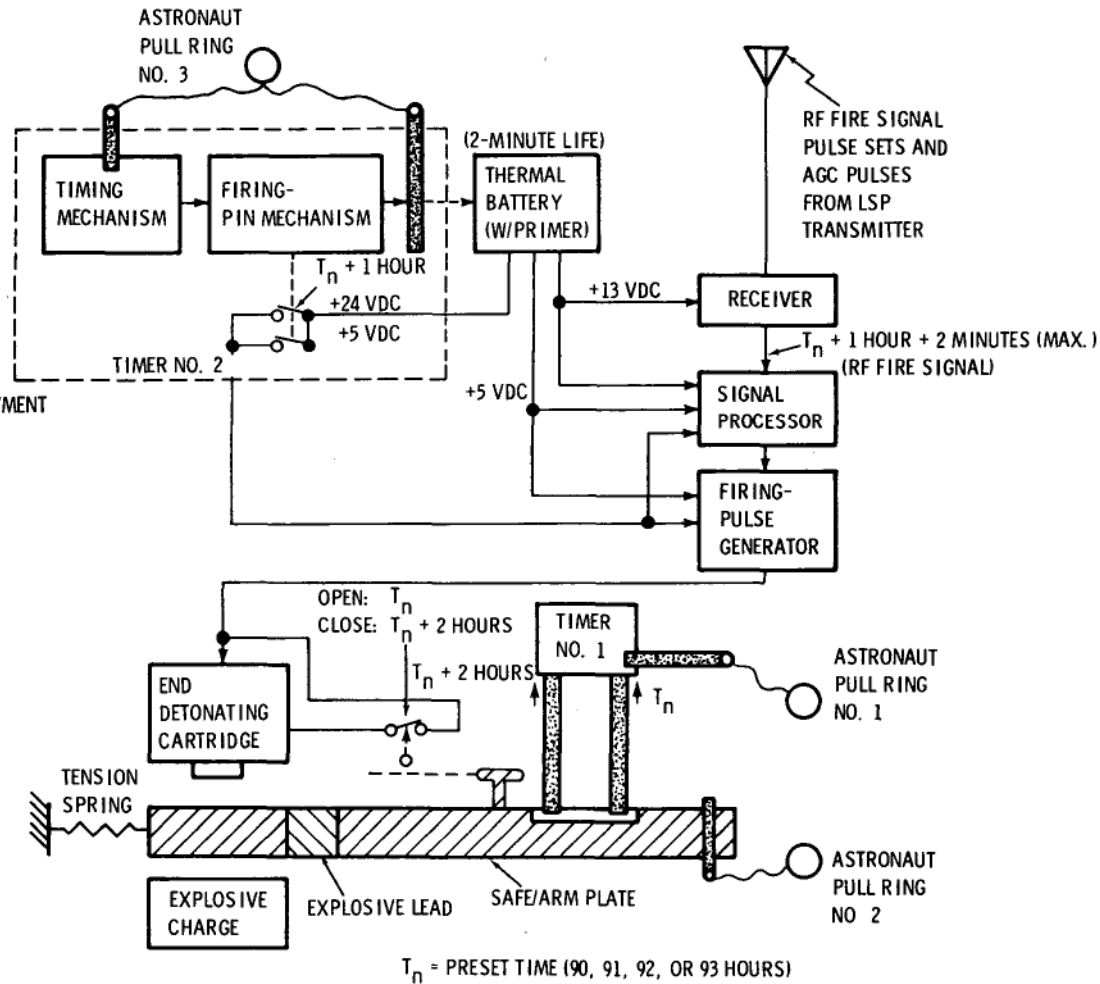 ASTRONAUT
PULL RING
NO. 3
RF FIRE SIGNAL
PULSE SETS AND
AGC PULSES
FROM LSP
TRANSMITTER
(2-MINUTE LIFE)
TIMING
MECHANISM
FIRING-
PIN MECHANISM
THERMAL
BATTERY
(W/PRIMER)
Tn + 1 HOUR
+24 VDC
+5 VDC
TIMER NO. 2
+13 VDC
RECEIVER
Tn + 1 HOUR + 2 MINUTES (MAX.)
(RF FIRE SIGNAL)
+5 VDC
SIGNAL
PROCESSOR
YMENT
FIRING-
PULSE
GENERATOR
OPEN: Tn
CLOSE: Tn + 2 HOURS
Tn + 2 HOURS
TIMER
NO. 1
Tn
ASTRONAUT
PULL RING
NO. 1
END
DETONATING
CARTRIDGE
TENSION
SPRING
EXPLOSIVE
CHARGE
EXPLOSIVE LEAD
SAFE/ARM PLATE
ASTRONAUT
PULL RING
NO 2
Tn = PRESET TIME (90, 91, 92, OR 93 HOURS)